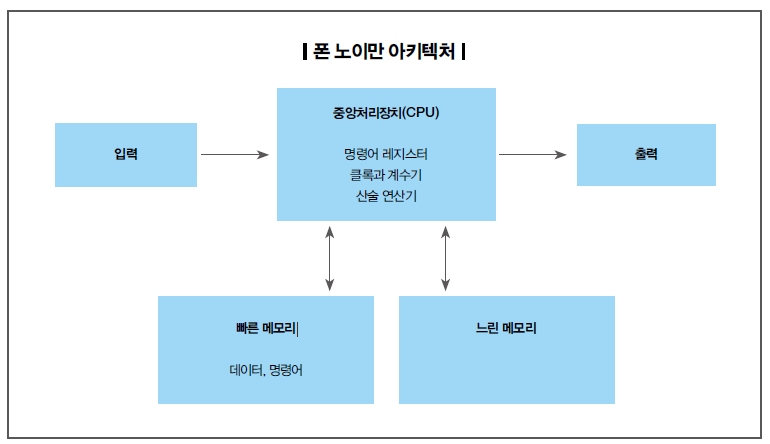 | 폰 노이만 아키텍처 |
중앙처리장치(CPU)
입력
명령어 레지스터
출력
클록과 계수기
산술 연산기
빠른 메모리
느린 메모리
데이터, 명령어